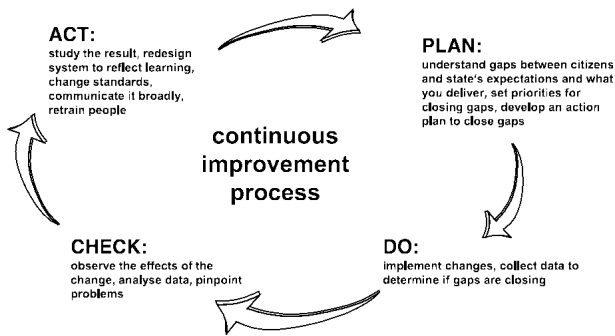 ACT:
study the result, redesign
system to reflect learning,
change standards,
communicate it broadly,
retrain people
PLAN:
understand gaps between citizens
and state's expectations and what
you deliver, set priorities for
closing gaps, develop an action
plan to close gaps
continuous
improvement
process
CHECK:
observe the effects of the
change, analyse data, pinpoint
problems
DO:
implement changes, collect data to
determine if gaps are closing